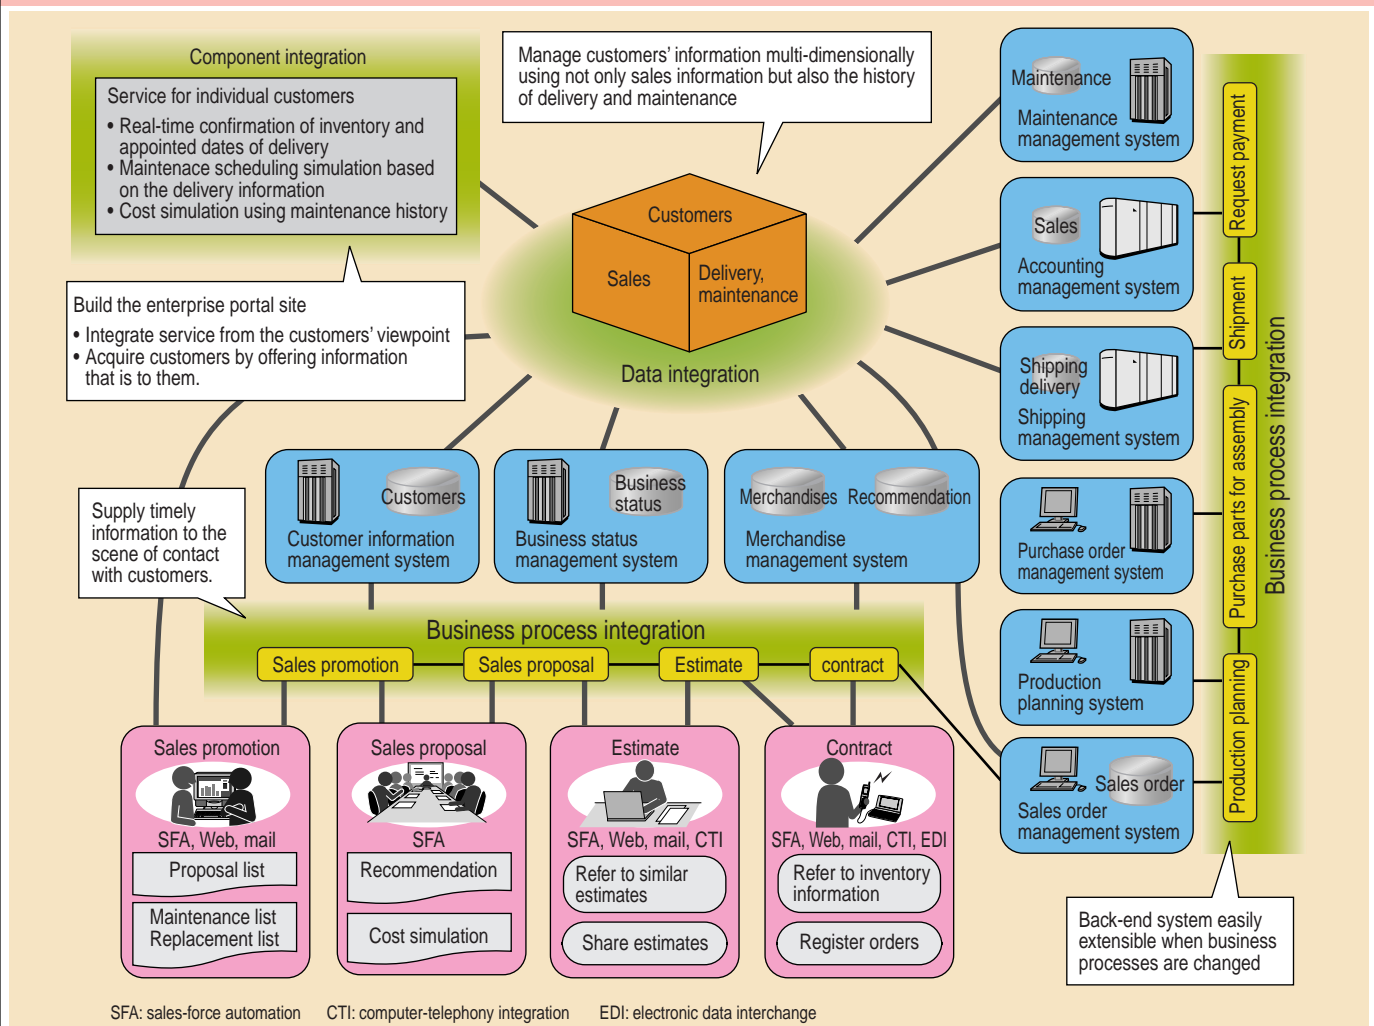 Component integration
Service for individual customers
• Real-time confirmation of inventory and
appointed dates of delivery
• Maintenace scheduling simulation based
on the delivery information
• Cost simulation using maintenance history
Manage customers' information multi-dimensionally
using not only sales information but also the history
of delivery and maintenance
Build the enterprise portal site
• Integrate service from the customers' viewpoint
• Acquire customers by offering information
that is to them.
Customers
Sales
Delivery,
maintenance
Data integration
Maintenance
Maintenance
management system
Sales
Accounting
management system
Shipping
delivery
Shipping
management system
Purchase order
management system
Production
planning system
Sales order
Sales order
management system
Request payment
Shipment
Purchase parts for assembly
Production planning
Business process integration
Supply timely
information to the
scene of contact
with customers.
Customers
Customer information
management system
Business
status
Business status
management system
Merchandises
Recommendation
Merchandise
management system
Business process integration
Sales promotion
Sales proposal
Estimate
contract
Sales promotion
SFA, Web, mail
Proposal list
Maintenance list
Replacement list
Sales proposal
SFA
Recommendation
Cost simulation
Estimate
SFA, Web, mail, CTI
Refer to similar
estimates
Share estimates
Contract
SFA, Web, mail, CTI, EDI
Refer to inventory
information
Register orders
Back-end system easily
extensible when business
processes are changed
SFA: sales-force automation CTI: computer-telephony integration EDI: electronic data interchange